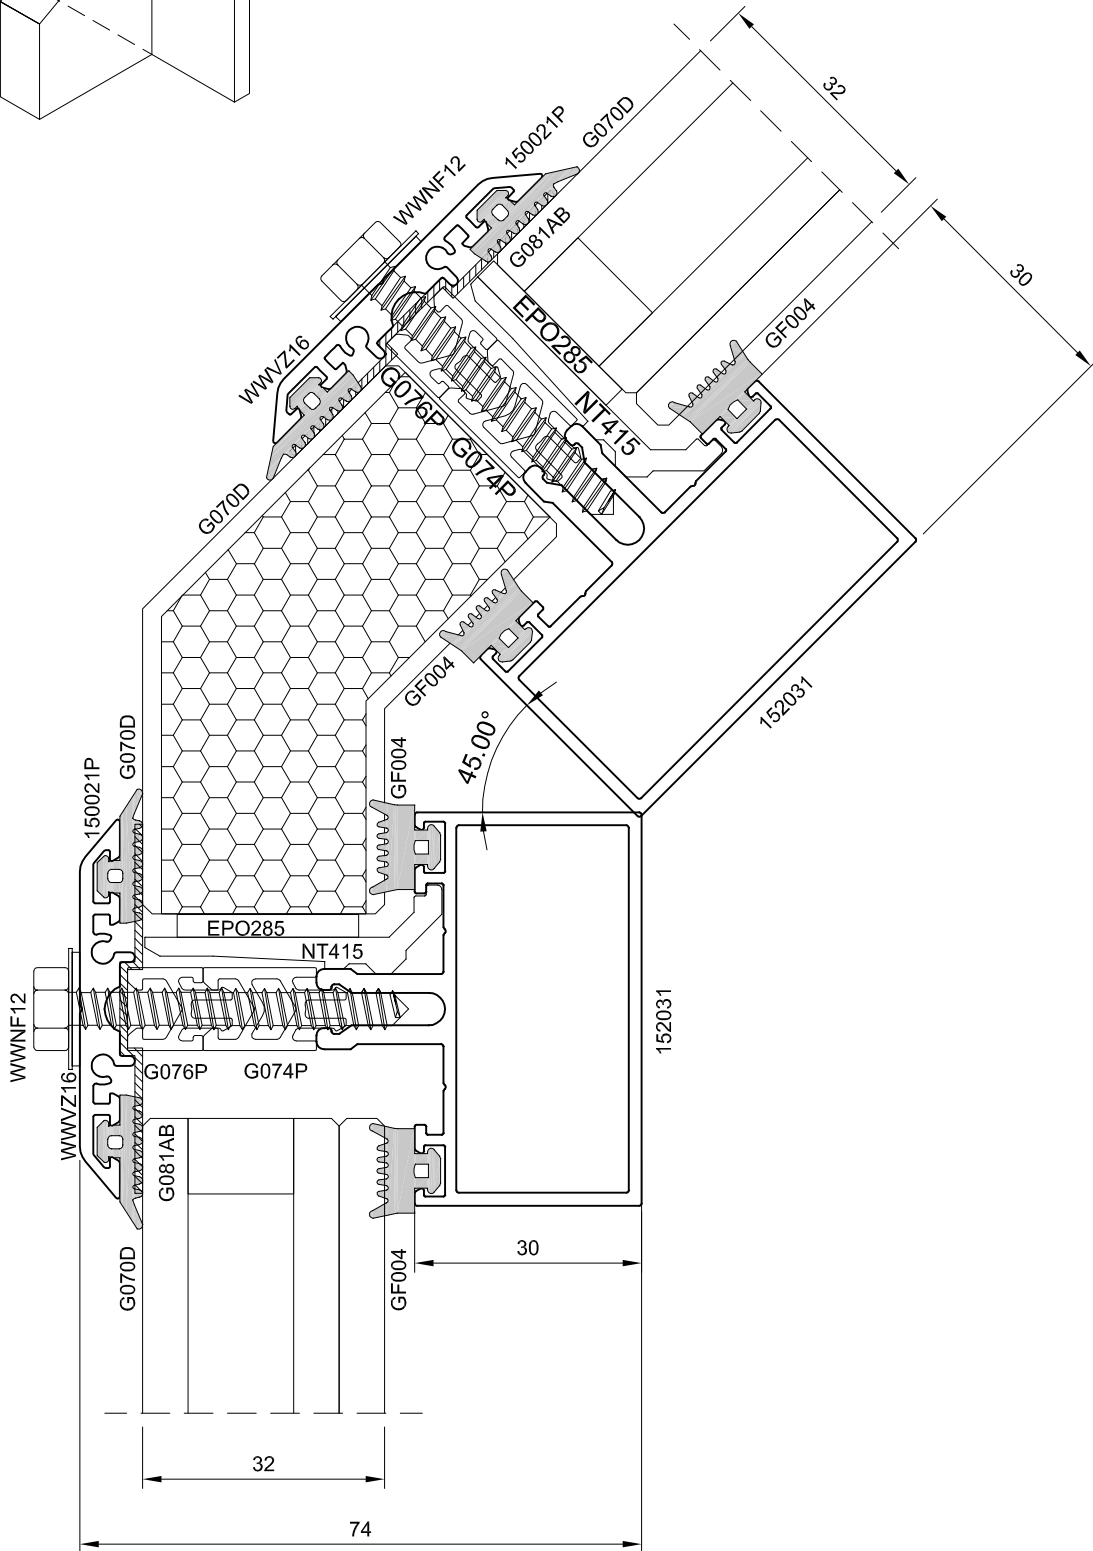 32
G070D
150021P
WWNF12
G081AB
30
EPO285
GF004
WWVZ16
G076P
NT415
G074P
G070D
GF004
152031
45.00°
G070D
GF004
150021P
EPO285
NT415
WWNF12
152031
G076P
G074P
WWVZ16
G081AB
30
G070D
GF004
32
74